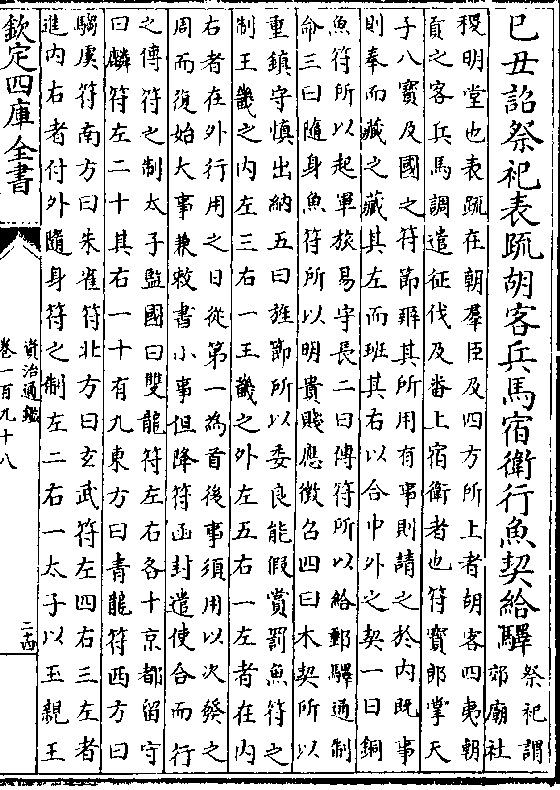 已丑詔祭祀表疏胡客兵馬宿衛行魚契給驛
祭祀謂
郊廟社
稷明堂也表疏在朝羣臣及四方所上者胡客四夷朝
貢之客兵馬調遣征伐及番上宿衛者也符寳郎掌天
子八寳及國之符節辨其所用有事則請之於内既事
則奉而藏之藏其左而班其右以合中外之契一曰銅
魚符所以起軍旅易守長二曰傳符所以給郵驛通制
命三曰隨身魚符所以明貴賤應徵召四曰木契所以
重鎮守慎出納五曰旌節所以委良能假賞罰魚符之
制王畿之内左三右一王畿之外左五右一左者在内
右者在外行用之日從第一為首後事須用以次發之
周而復始大事兼敕書小事但降符函封遣使合而行
之傳符之制太子監國曰雙龍符左右各十京都留守
曰麟符左二十其右一十有九東方曰青龍符西方曰
騶虞符南方曰朱雀符北方曰玄武符左四右三左者
進内右者付外隨身符之制左二右一太子以玉親王
欽定四庫全書
資治通鑑
卷一百九十八
二十四